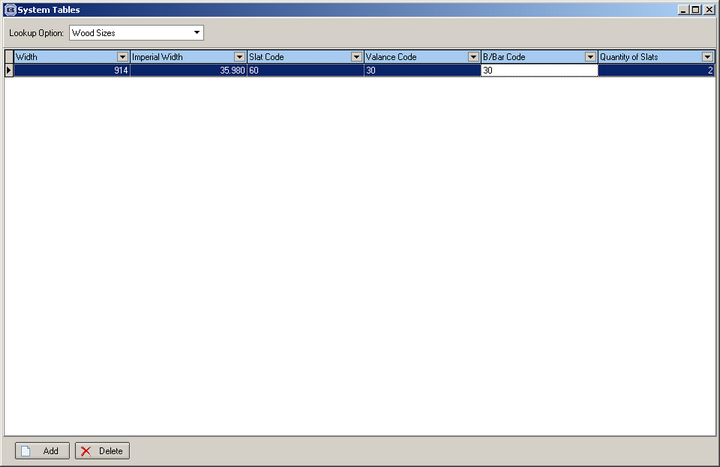 System Tables
Lookup Option: Wood Sizes
Width Imperial Width Slat Code Valance Code B/Bar Code Quantity of Slats
914 35.980 60 30 30 2
Add Delete